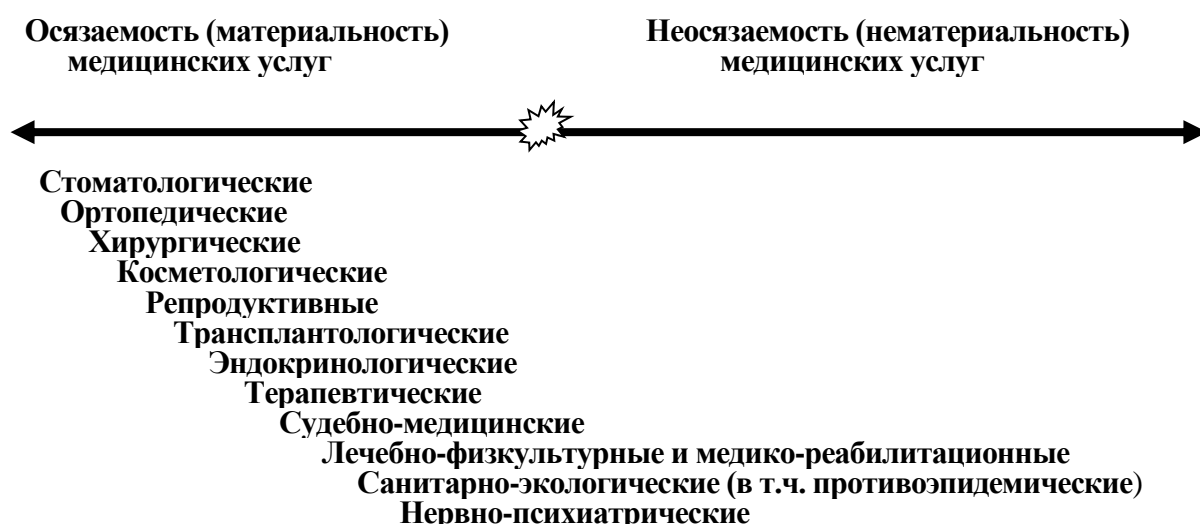 Осязаемость (материальность)
медицинских услуг
Неосязаемость (нематериальность)
медицинских услуг
Стоматологические
Ортопедические
Хирургические
Косметологические
Репродуктивные
Трансплантологические
Эндокринологические
Терапевтические
Судебно-медицинские
Лечебно-физкультурные и медико-реабилитационные
Санитарно-экологические (в т.ч. противоэпидемические)
Нервно-психиатрические